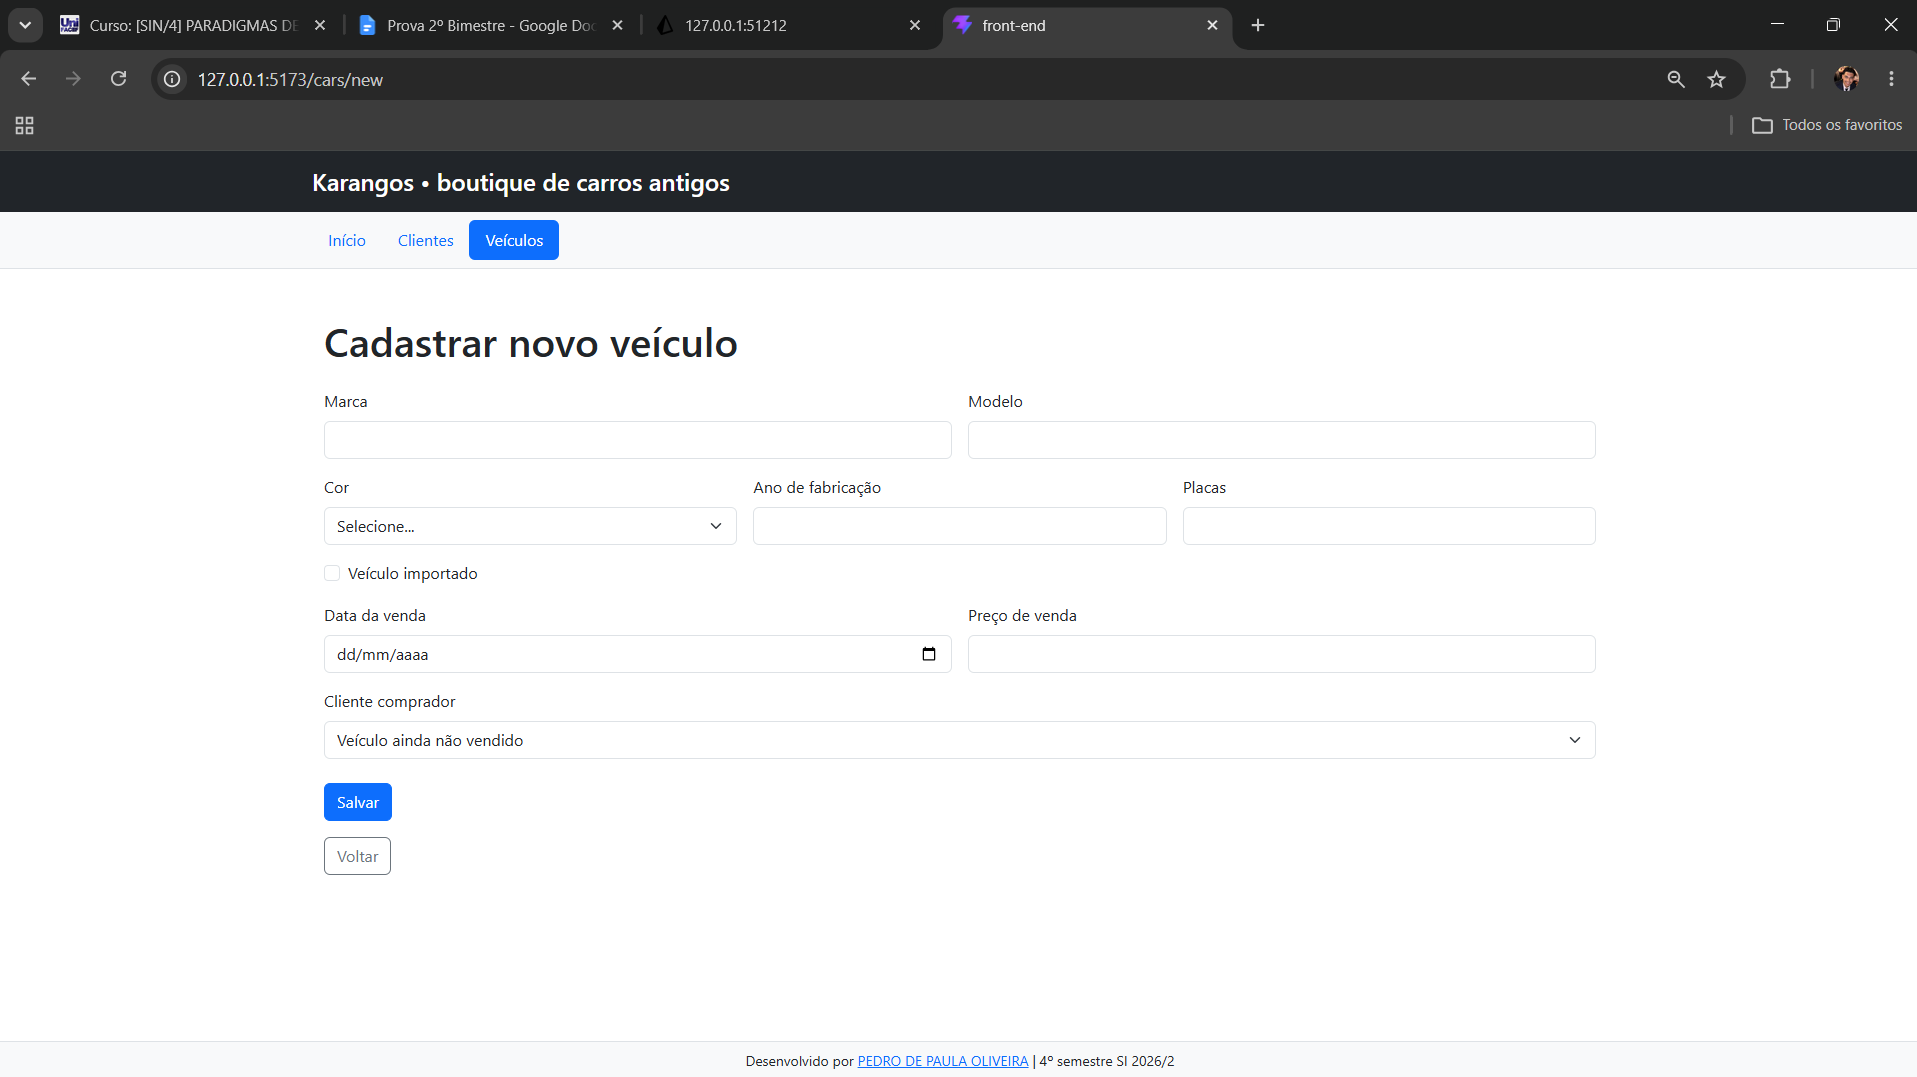 Curso: [SIN/4] PARADIGMAS DE
Prova 2º Bimestre - Google Doc
127.0.0.1:51212
front-end
127.0.0.1:5173/cars/new
Todos os favoritos
Karangos • boutique de carros antigos
Início
Clientes
Veículos
Cadastrar novo veículo
Marca
Modelo
Cor
Ano de fabricação
Placas
Selecione...
Veículo importado
Data da venda
Preço de venda
dd/mm/aaaa
Cliente comprador
Veículo ainda não vendido
Salvar
Voltar
Desenvolvido por PEDRO DE PAULA OLIVEIRA | 4º semestre SI 2026/2